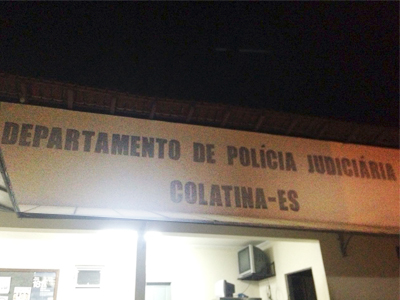 DEPARTAMENTO DE POLÍCIA JUDICIÁRIA
COLATINA-ES